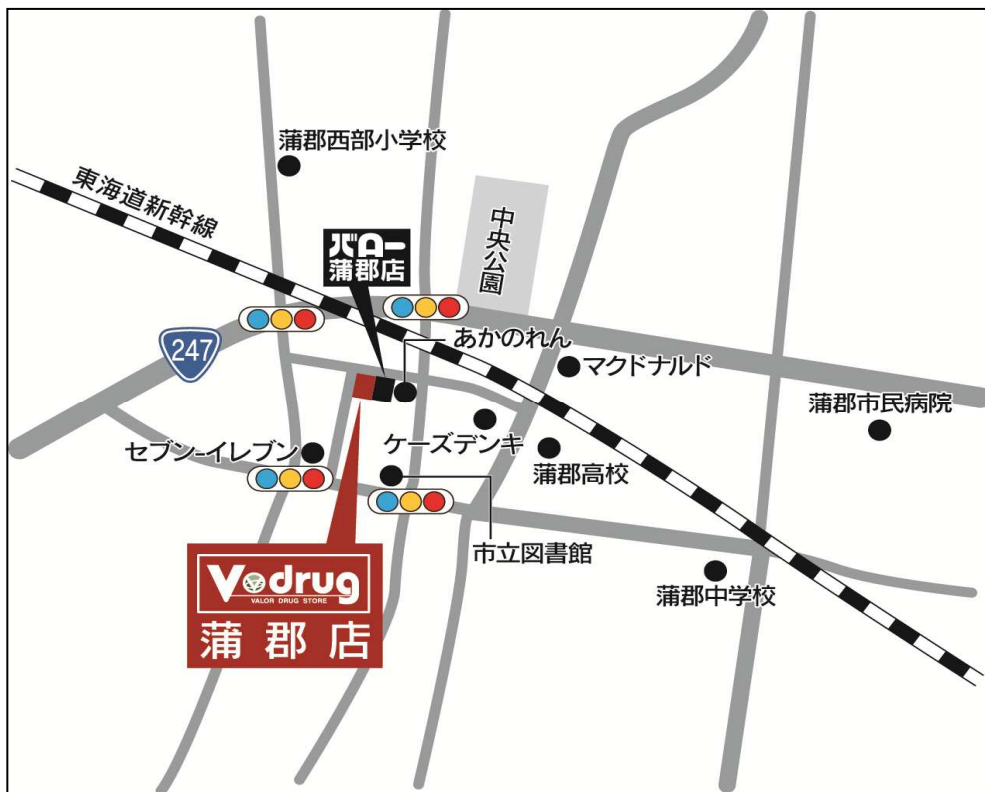 蒲郡西部小学校
東海道新幹線
中央公園
バロー
蒲郡店
247
あかのれん
マクドナルド
蒲郡市民病院
セブン-イレブン
ケーズデンキ
蒲郡高校
市立図書館
蒲郡中学校
V drug
VALOR DRUG STORE
蒲郡店